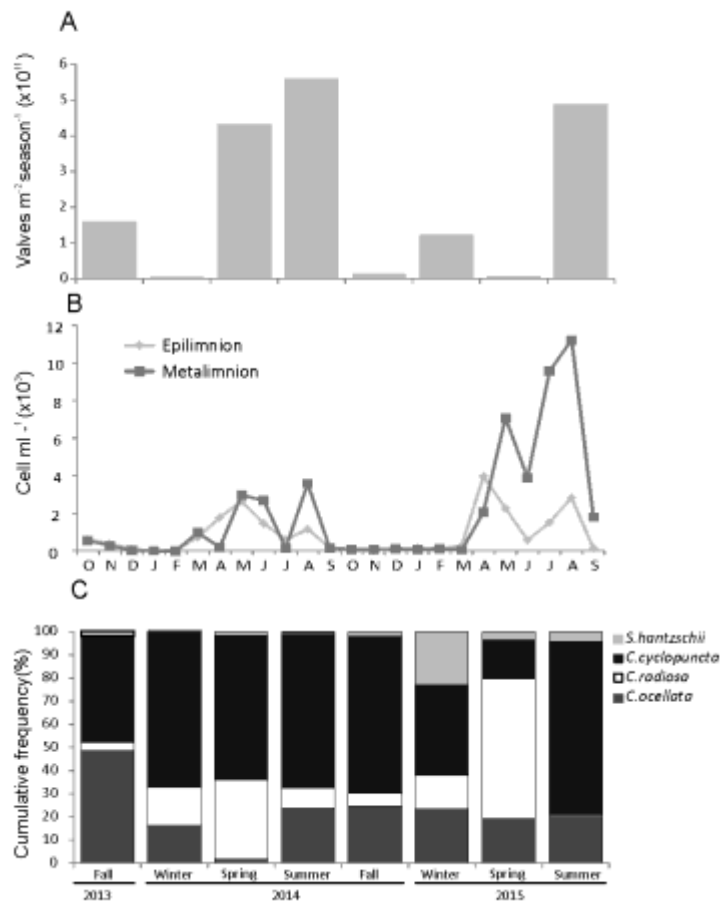 A
Valves m⁻² season⁻¹ (x10¹¹)
6
5
4
3
2
1
0
B
Cell ml -¹ (x10³)
12
10
8
6
4
2
0
Epilimnion
Metalimnion
O N D J F M A M J J A S O N D J F M A M J J A S
C
Cumulative frequency(%)
100
90
80
70
60
50
40
30
20
10
0
S.hantzschii
C.cyclopuncta
C.radiosa
C.ocellata
Fall Winter Spring Summer Fall Winter Spring Summer
2013 2014 2015